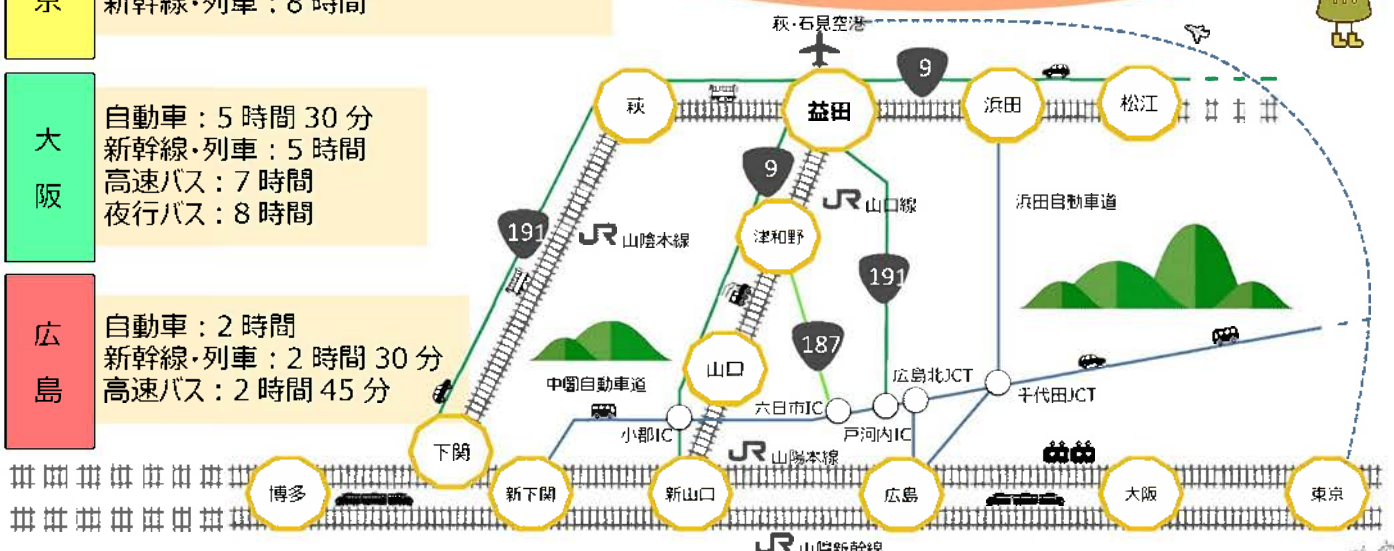 京
新幹線・列車：8時間
大阪
自動車：5時間30分
新幹線・列車：5時間
高速バス：7時間
夜行バス：8時間
広島
自動車：2時間
新幹線・列車：2時間30分
高速バス：2時間45分
萩・石見空港
萩
益田
9
浜田
松江
9
JR 山口線
浜田自動車道
津和野
191
JR 山陰本線
191
187
山口
中国自動車道
広島北JCT
千代田JCT
六日市IC
戸河内IC
小郡IC
下関
JR 山陽本線
博多
新下関
新山口
広島
大阪
東京
JR 山陽新幹線